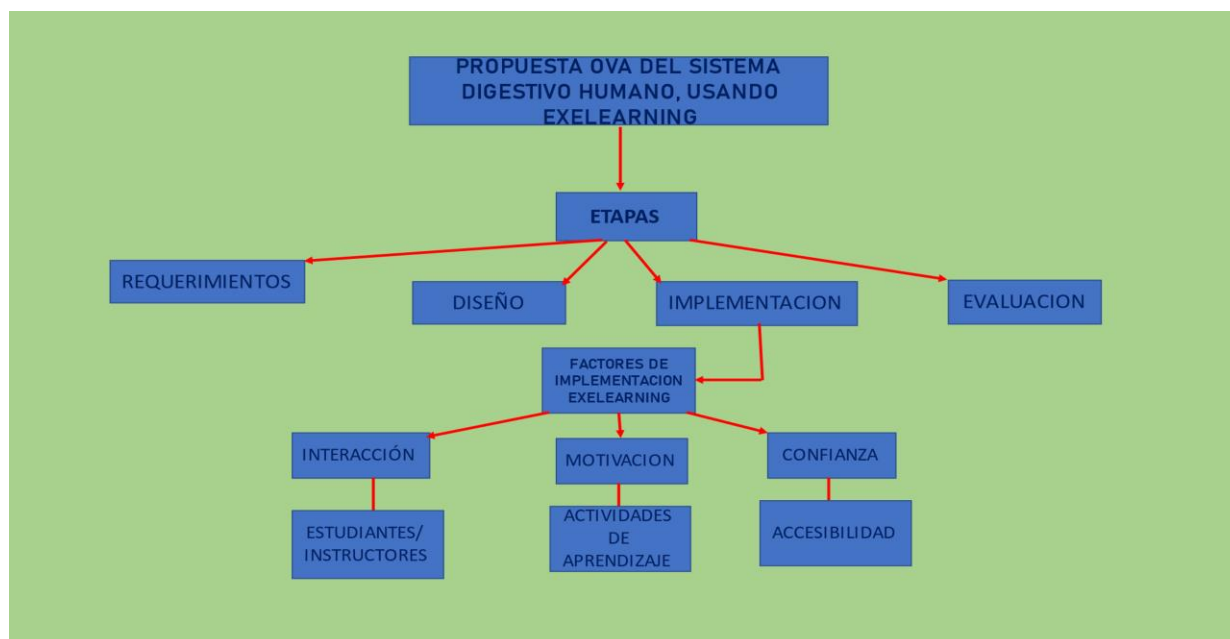 PROPUESTA OVA DEL SISTEMA
DIGESTIVO HUMANO, USANDO
EXELEARNING
ETAPAS
REQUERIMIENTOS
DISEÑO
IMPLEMENTACION
EVALUACION
FACTORES DE
IMPLEMENTACION
EXELEARNING
INTERACCIÓN
MOTIVACION
CONFIANZA
ESTUDIANTES/
INSTRUCTORES
ACTIVIDADES
DE
APRENDIZAJE
ACCESIBILIDAD